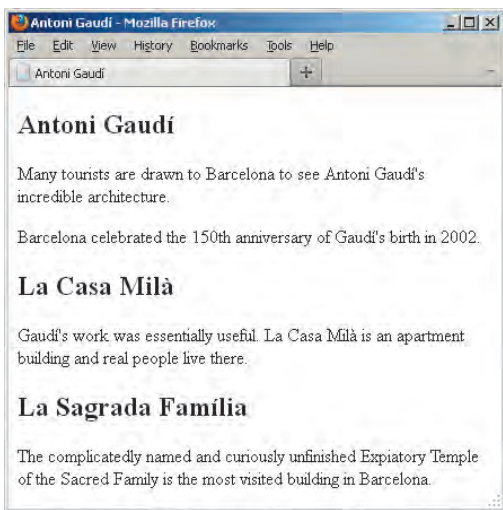 Antoni Gaudí - Mozilla Firefox
File Edit View History Bookmarks Tools Help
Antoni Gaudí
Antoni Gaudí
Many tourists are drawn to Barcelona to see Antoni Gaudí's
incredible architecture.
Barcelona celebrated the 150th anniversary of Gaudí's birth in 2002.
La Casa Milà
Gaudí's work was essentially useful. La Casa Milà is an apartment
building and real people live there.
La Sagrada Família
The complicatedly named and curiously unfinished Expiatory Temple
of the Sacred Family is the most visited building in Barcelona.